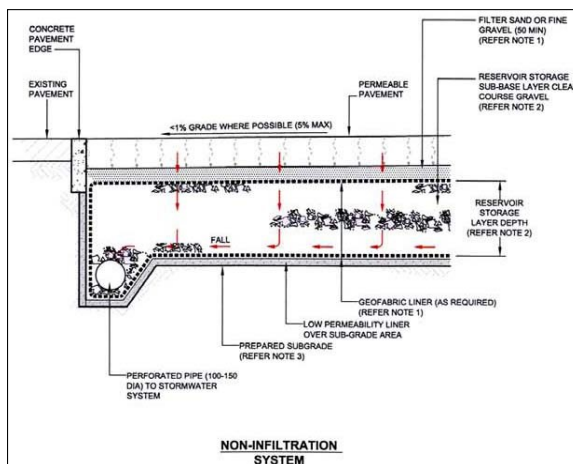 CONCRETE
PAVEMENT
EDGE
EXISTING
PAVEMENT
<1% GRADE WHERE POSSIBLE (5% MAX)
PERMEABLE
PAVEMENT
FILTER SAND OR FINE
GRAVEL (50 MIN)
(REFER NOTE 1)
RESERVOIR STORAGE
SUB-BASE LAYER CLEA
COURSE GRAVEL
(REFER NOTE 2)
RESERVOIR
STORAGE
LAYER DEPTH
(REFER NOTE 2)
FALL
GEOFABRIC LINER (AS REQUIRED)
(REFER NOTE 1)
LOW PERMEABILITY LINER
OVER SUB-GRADE AREA
PREPARED SUBGRADE
(REFER NOTE 3)
PERFORATED PIPE (100-150
DIA) TO STORMWATER
SYSTEM
NON-INFILTRATION
SYSTEM